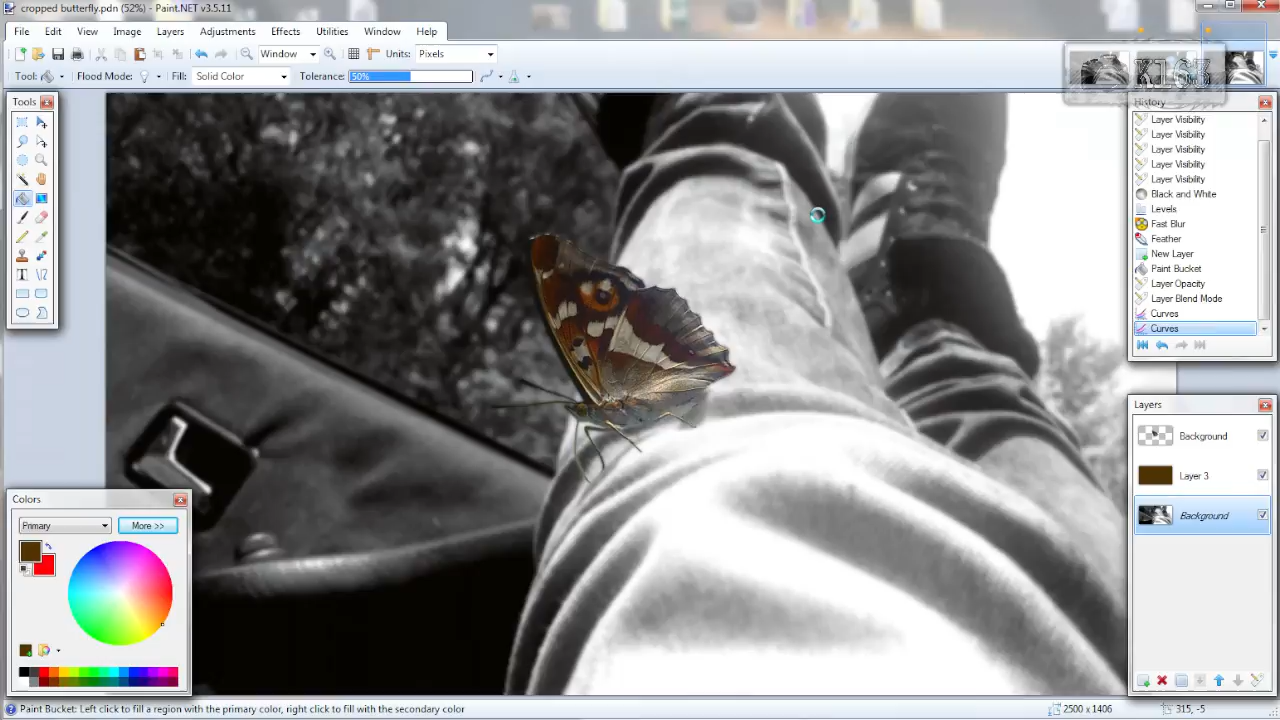 cropped butterfly.pdn (52%) - Paint.NET v3.5.11
File Edit View Image Layers Adjustments Effects Utilities Window Help
Window Units: Pixels
Tool: Flood Mode: Fill: Solid Color Tolerance: 50%
K163
Tools
History
Layer Visibility
Layer Visibility
Layer Visibility
Layer Visibility
Layer Visibility
Black and White
Levels
Fast Blur
Feather
New Layer
Paint Bucket
Layer Opacity
Layer Blend Mode
Curves
Curves
Layers
Background
Layer 3
Background
Colors
Primary More >>
Paint Bucket: Left click to fill a region with the primary color, right click to fill with the secondary color
2500 x 1406
315, -5